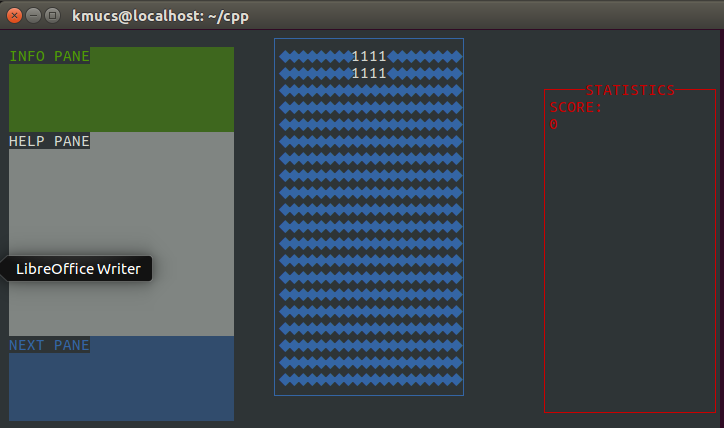 kmucs@localhost: ~/cpp
INFO PANE
HELP PANE
LibreOffice Writer
NEXT PANE
1111
1111
STATISTICS
SCORE:
0